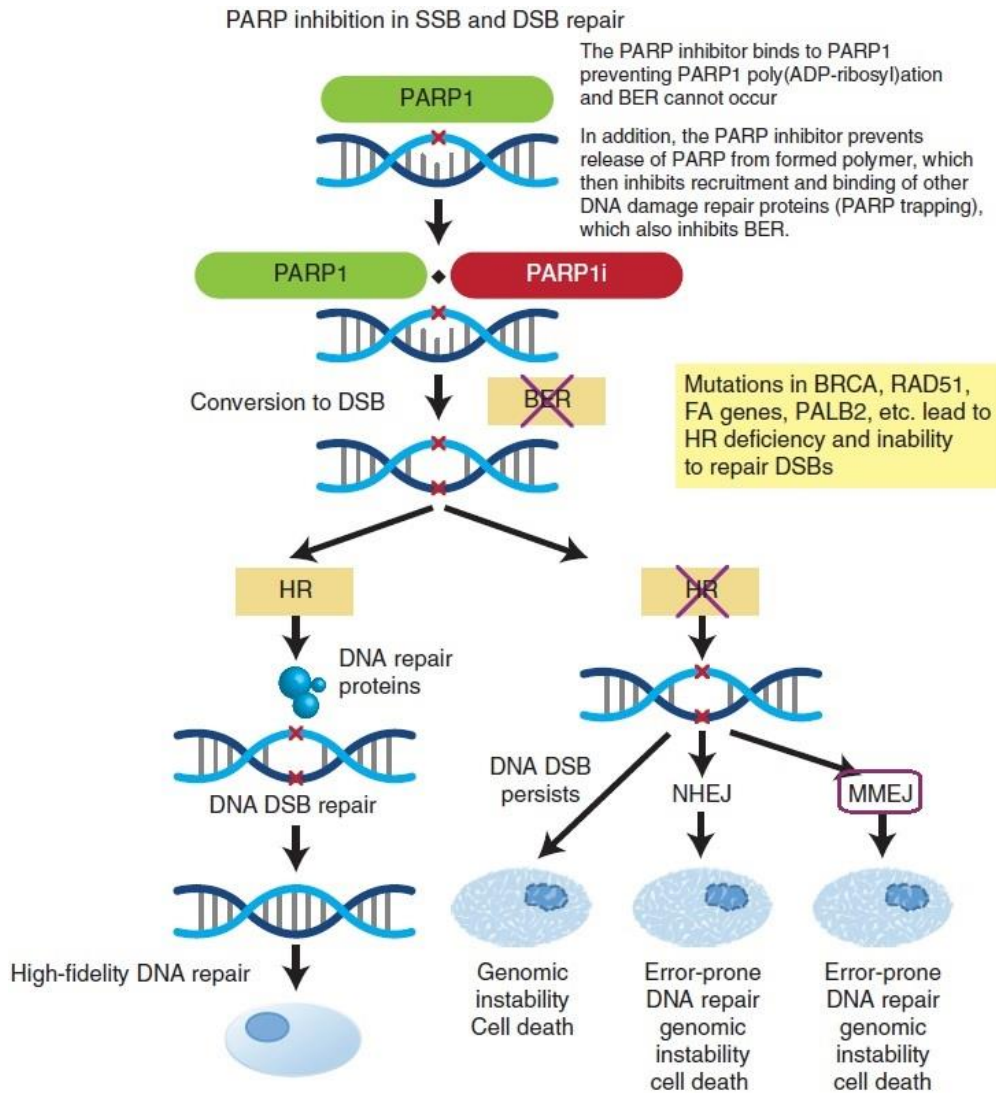 PARP inhibition in SSB and DSB repair
The PARP inhibitor binds to PARP1
preventing PARP1 poly(ADP-ribosyl)ation
and BER cannot occur
PARP1
In addition, the PARP inhibitor prevents
release of PARP from formed polymer, which
then inhibits recruitment and binding of other
DNA damage repair proteins (PARP trapping),
which also inhibits BER.
PARP1
PARP1i
Conversion to DSB
BER
Mutations in BRCA, RAD51,
FA genes, PALB2, etc. lead to
HR deficiency and inability
to repair DSBs
HR
HR
DNA repair
proteins
DNA DSB repair
DNA DSB
persists
NHEJ
MMEJ
High-fidelity DNA repair
Genomic
instability
Cell death
Error-prone
DNA repair
genomic
instability
cell death
Error-prone
DNA repair
genomic
instability
cell death